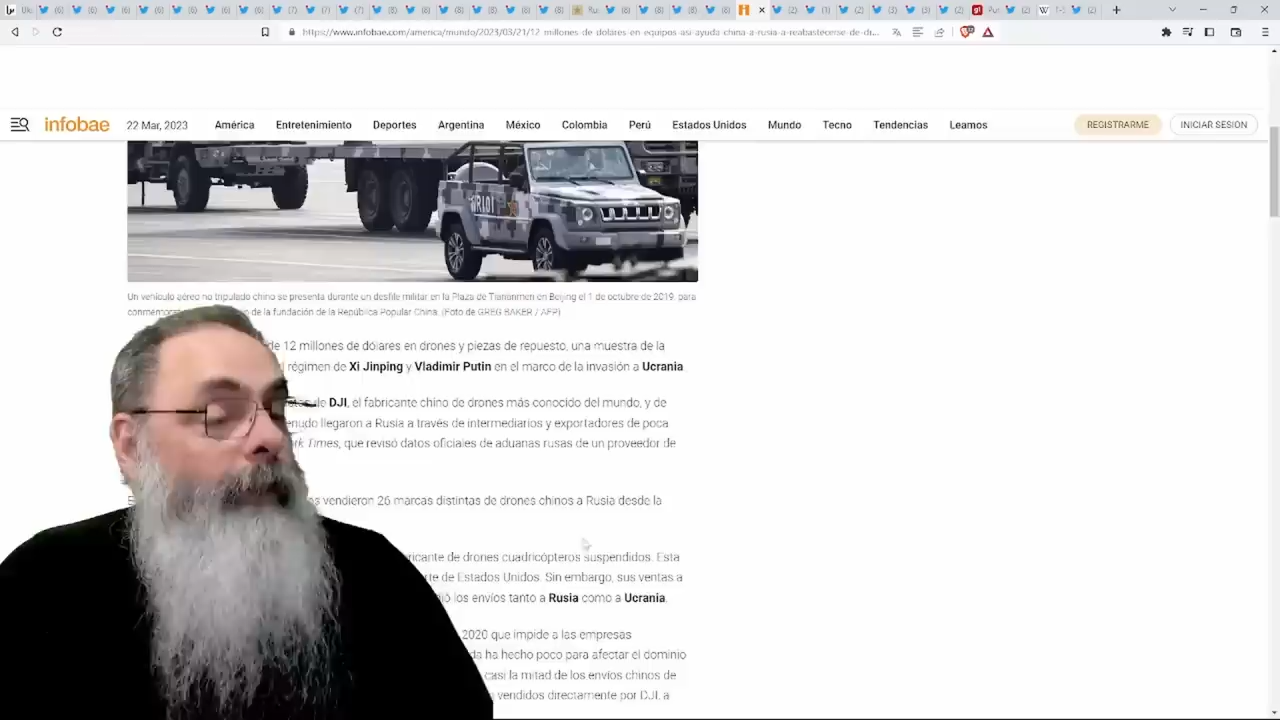 https://www.infobae.com/america/mundo/2023/03/21/12-millones-de-dolares-en-equipos-asi-ayuda-china-a-rusia-a-reabastecerse-de-d...
infobae
22 Mar, 2023
América
Entretenimiento
Deportes
Argentina
México
Colombia
Perú
Estados Unidos
Mundo
Tecno
Tendencias
Leamos
REGISTRARME
INICIAR SESIÓN
Un vehículo aéreo no tripulado chino se presenta durante un desfile militar en la Plaza de Tiananmen en Beijing el 1 de octubre de 2019, para
de la fundación de la República Popular China. (Foto de GREG BAKER / AFP)
de 12 millones de dólares en drones y piezas de repuesto, una muestra de la
régimen de Xi Jinping y Vladimir Putin en el marco de la invasión a Ucrania
DJI, el fabricante chino de drones más conocido del mundo, y de
llegaron a Rusia a través de intermediarios y exportadores de poca
Times, que revisó datos oficiales de aduanas rusas de un proveedor de
vendieron 26 marcas distintas de drones chinos a Rusia desde la
de drones cuadricópteros suspendidos. Esta
de Estados Unidos. Sin embargo, sus ventas a
los envíos tanto a Rusia como a Ucrania.
2020 que impide a las empresas
ha hecho poco para afectar el dominio
casi la mitad de los envíos chinos de
vendidos directamente por DJI, a